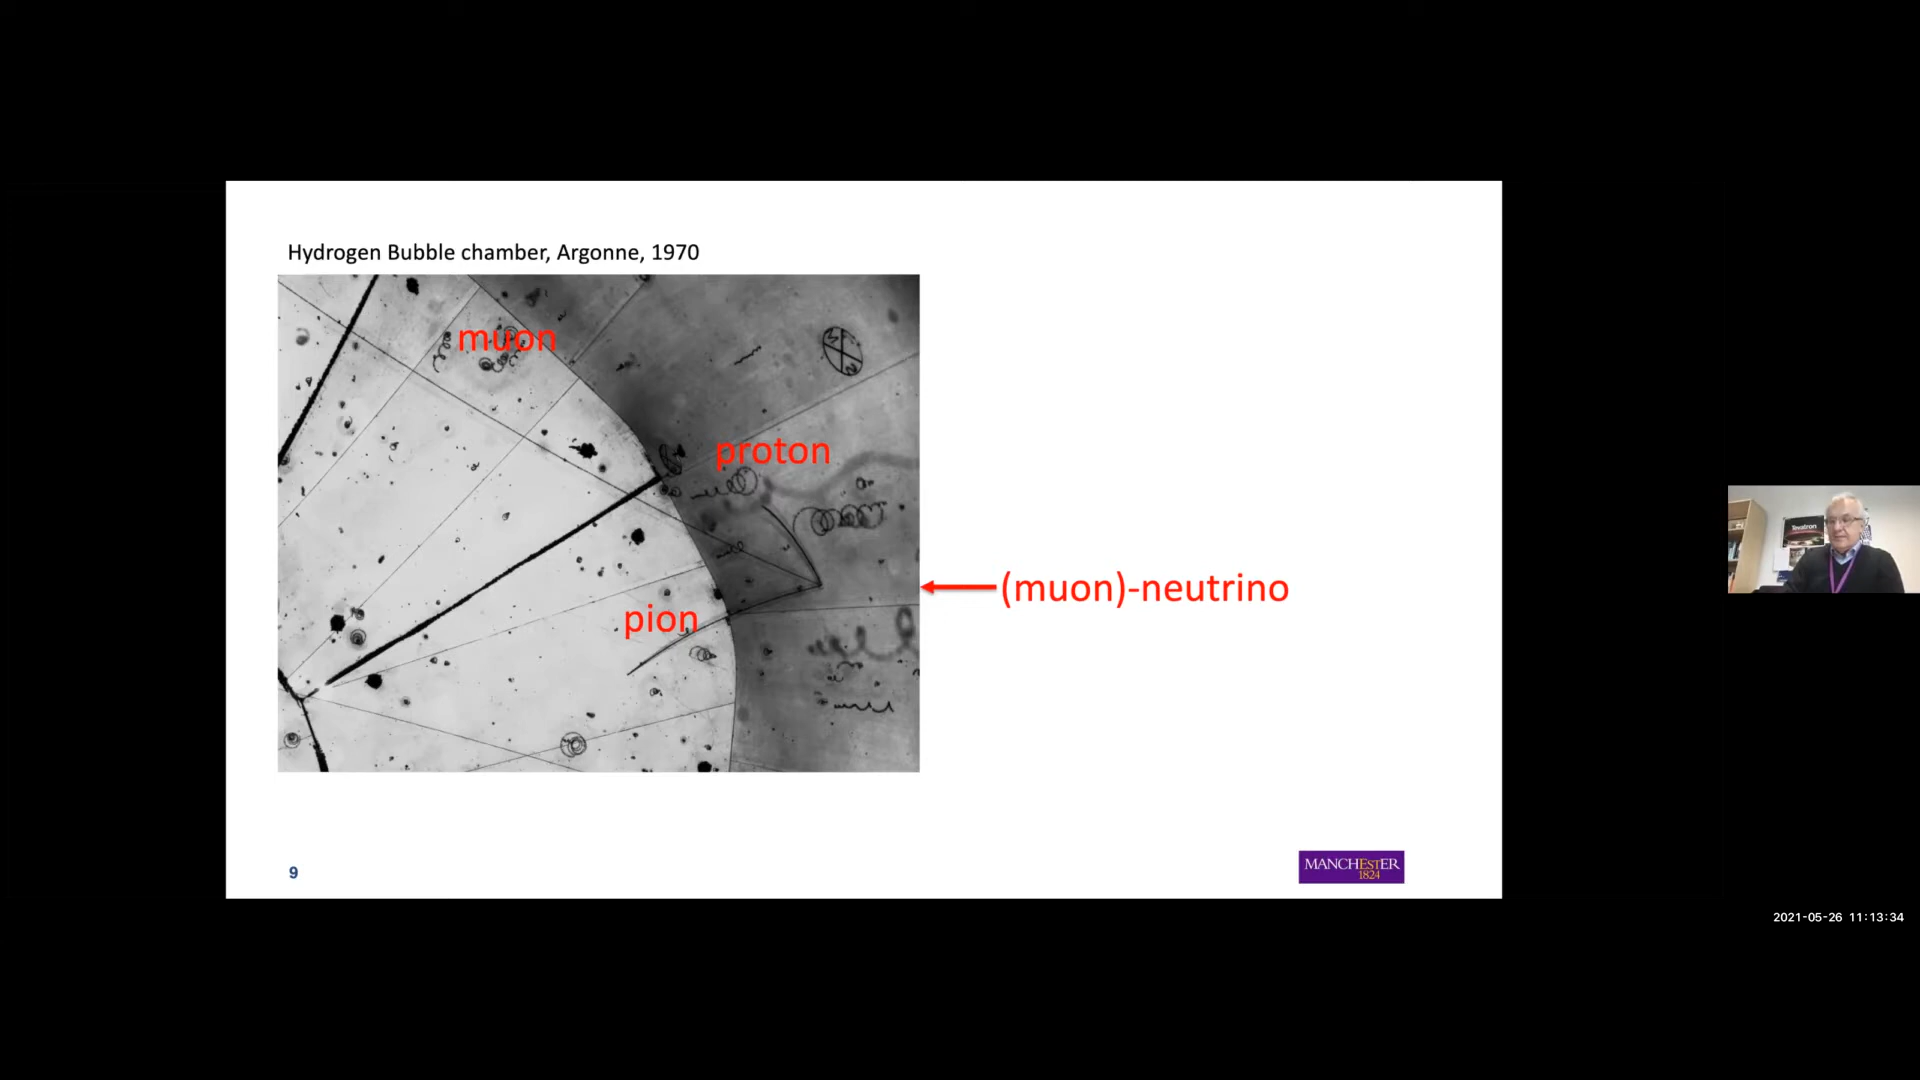 Hydrogen Bubble chamber, Argonne, 1970
muon
proton
(muon)-neutrino
pion
Tevatron
9
MANCHESTER
1824
2021-05-26 11:13:34